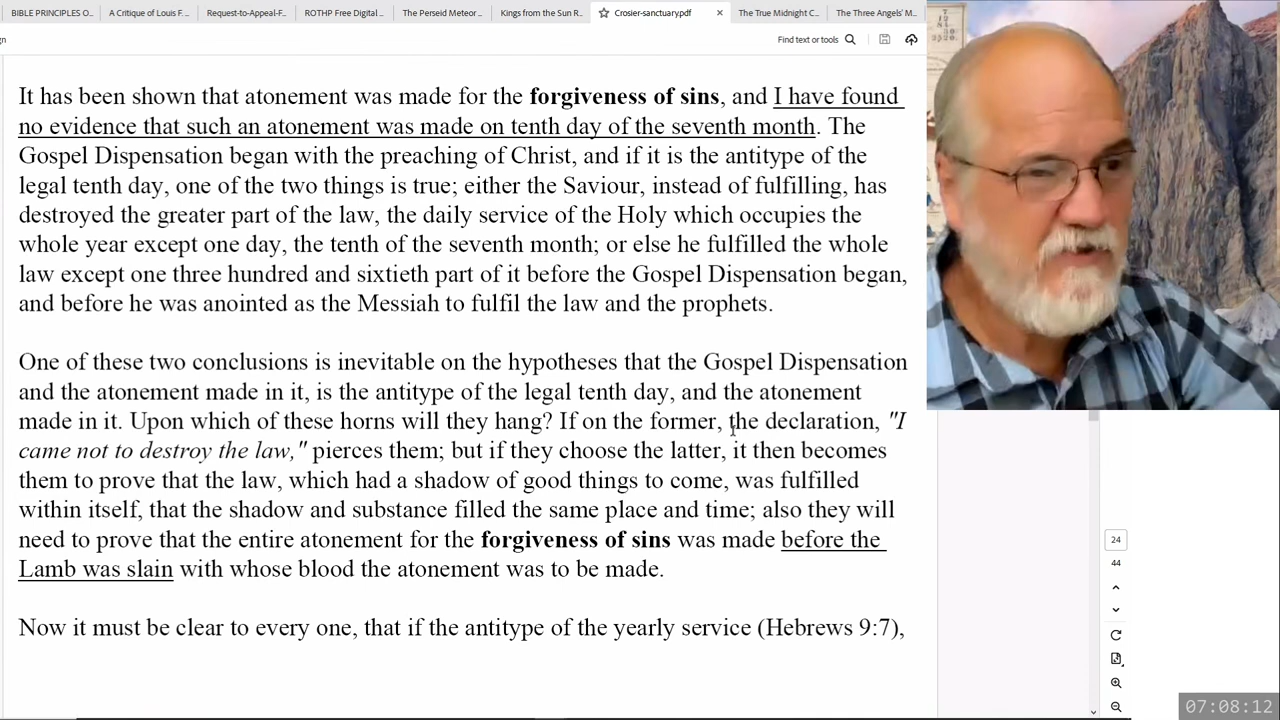 BIBLE PRINCIPLES O...
A Critique of Louis F. ...
Request-to-Appeal-F...
ROTHP Free Digital ...
The Perseid Meteor ...
Kings from the Sun R...
Crosier-sanctuary.pdf
The True Midnight C...
The Three Angels' M...
gn
Find text or tools
It has been shown that atonement was made for the forgiveness of sins, and I have found
no evidence that such an atonement was made on tenth day of the seventh month. The
Gospel Dispensation began with the preaching of Christ, and if it is the antitype of the
legal tenth day, one of the two things is true; either the Saviour, instead of fulfilling, has
destroyed the greater part of the law, the daily service of the Holy which occupies the
whole year except one day, the tenth of the seventh month; or else he fulfilled the whole
law except one three hundred and sixtieth part of it before the Gospel Dispensation began,
and before he was anointed as the Messiah to fulfil the law and the prophets.
One of these two conclusions is inevitable on the hypotheses that the Gospel Dispensation
and the atonement made in it, is the antitype of the legal tenth day, and the atonement
made in it. Upon which of these horns will they hang? If on the former, the declaration, "I
came not to destroy the law," pierces them; but if they choose the latter, it then becomes
them to prove that the law, which had a shadow of good things to come, was fulfilled
within itself, that the shadow and substance filled the same place and time; also they will
need to prove that the entire atonement for the forgiveness of sins was made before the
Lamb was slain with whose blood the atonement was to be made.
Now it must be clear to every one, that if the antitype of the yearly service (Hebrews 9:7),
24
44
07:08:12